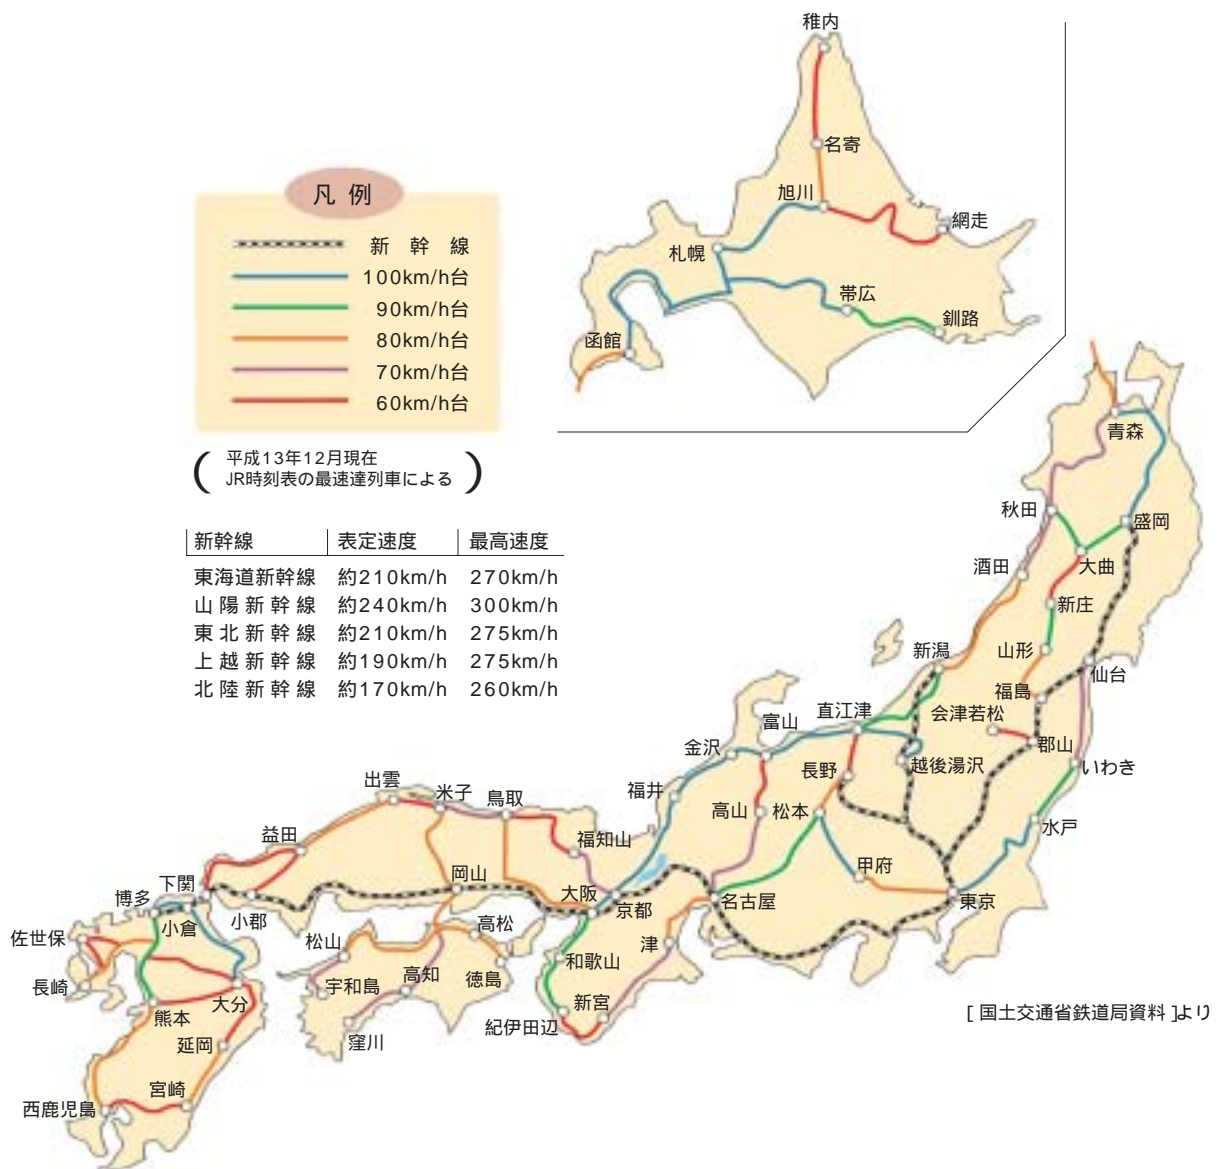 稚内
名寄
旭川
網走
札幌
帯広
釧路
函館
凡例
新幹線
100km/h台
90km/h台
80km/h台
70km/h台
60km/h台
平成13年12月現在
JR時刻表の最速達列車による
新幹線 表定速度 最高速度
東海道新幹線 約210km/h 270km/h
山陽新幹線 約240km/h 300km/h
東北新幹線 約210km/h 275km/h
上越新幹線 約190km/h 275km/h
北陸新幹線 約170km/h 260km/h
青森
秋田
盛岡
大曲
酒田
新庄
山形
新潟
仙台
福島
会津若松
郡山
いわき
直江津
富山
金沢
越後湯沢
長野
福井
高山
松本
水戸
甲府
東京
出雲
米子
鳥取
福知山
益田
岡山
大阪
京都
名古屋
下関
博多
小倉
小郡
佐世保
長崎
松山
高松
宇和島
高知
徳島
窪川
和歌山
津
新宮
紀伊田辺
熊本
大分
延岡
宮崎
西鹿児島
[国土交通省鉄道局資料]より